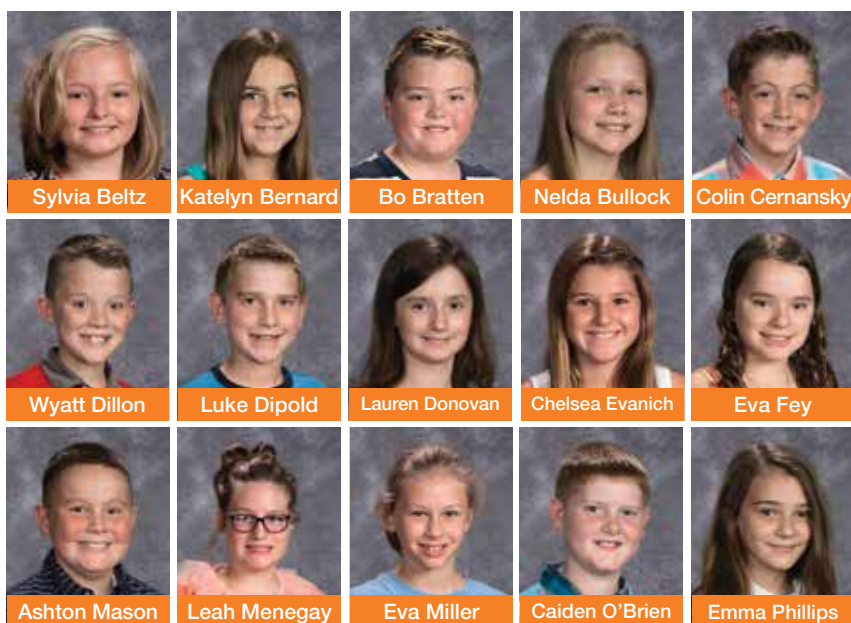 Sylvia Beltz
Katelyn Bernard
Bo Bratten
Nelda Bullock
Colin Cernansky
Wyatt Dillon
Luke Dipold
Lauren Donovan
Chelsea Evanich
Eva Fey
Ashton Mason
Leah Menegay
Eva Miller
Caiden O’Brien
Emma Phillips